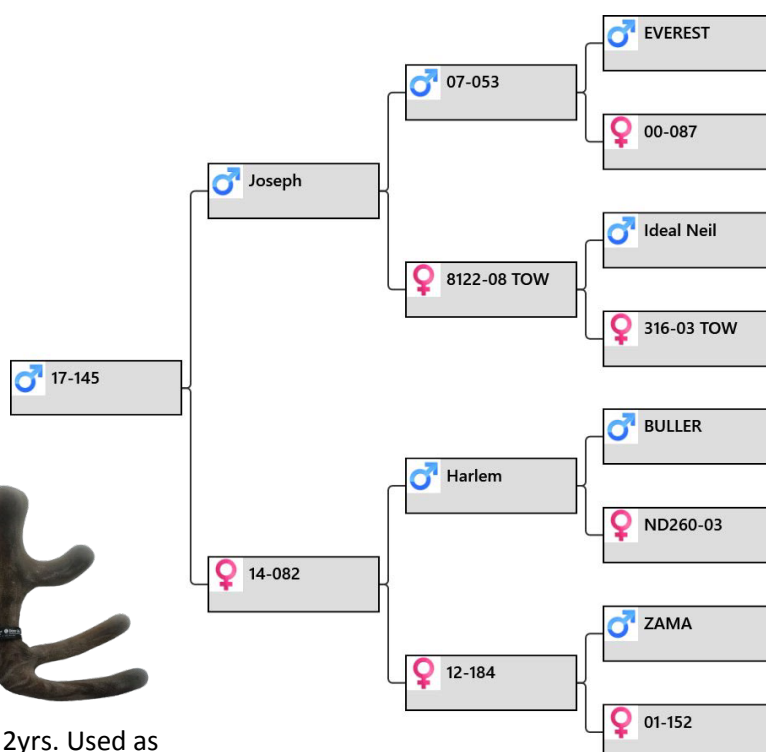 EVEREST
07-053
00-087
Joseph
Ideal Neil
8122-08 TOW
316-03 TOW
17-145
BULLER
Harlem
ND260-03
14-082
ZAMA
12-184
01-152
2yrs. Used as